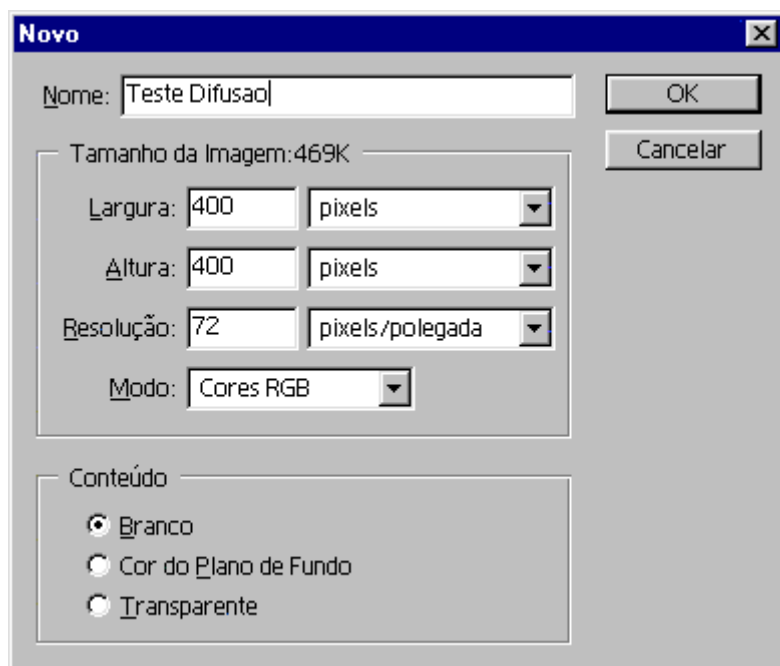 Novo
Nome: Teste Difusao
OK
Cancelar
Tamanho da Imagem:469K
Largura: 400 pixels
Altura: 400 pixels
Resolução: 72 pixels/polegada
Modo: Cores RGB
Conteúdo
Branco
Cor do Plano de Fundo
Transparente